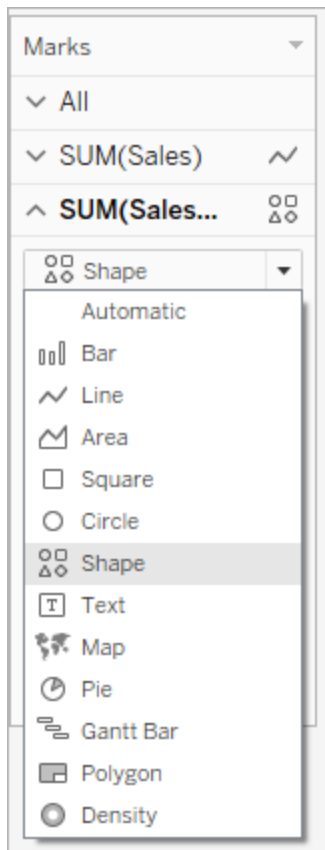 Marks
All
SUM(Sales)
SUM(Sales...
Shape
Automatic
Bar
Line
Area
Square
Circle
Shape
T Text
Map
Pie
Gantt Bar
Polygon
Density